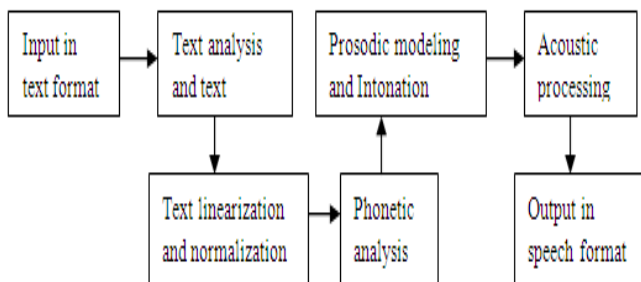 Input in
text format
Text analysis
and text
Text linearization
and normalization
Phonetic
analysis
Prosodic modeling
and Intonation
Acoustic
processing
Output in
speech format